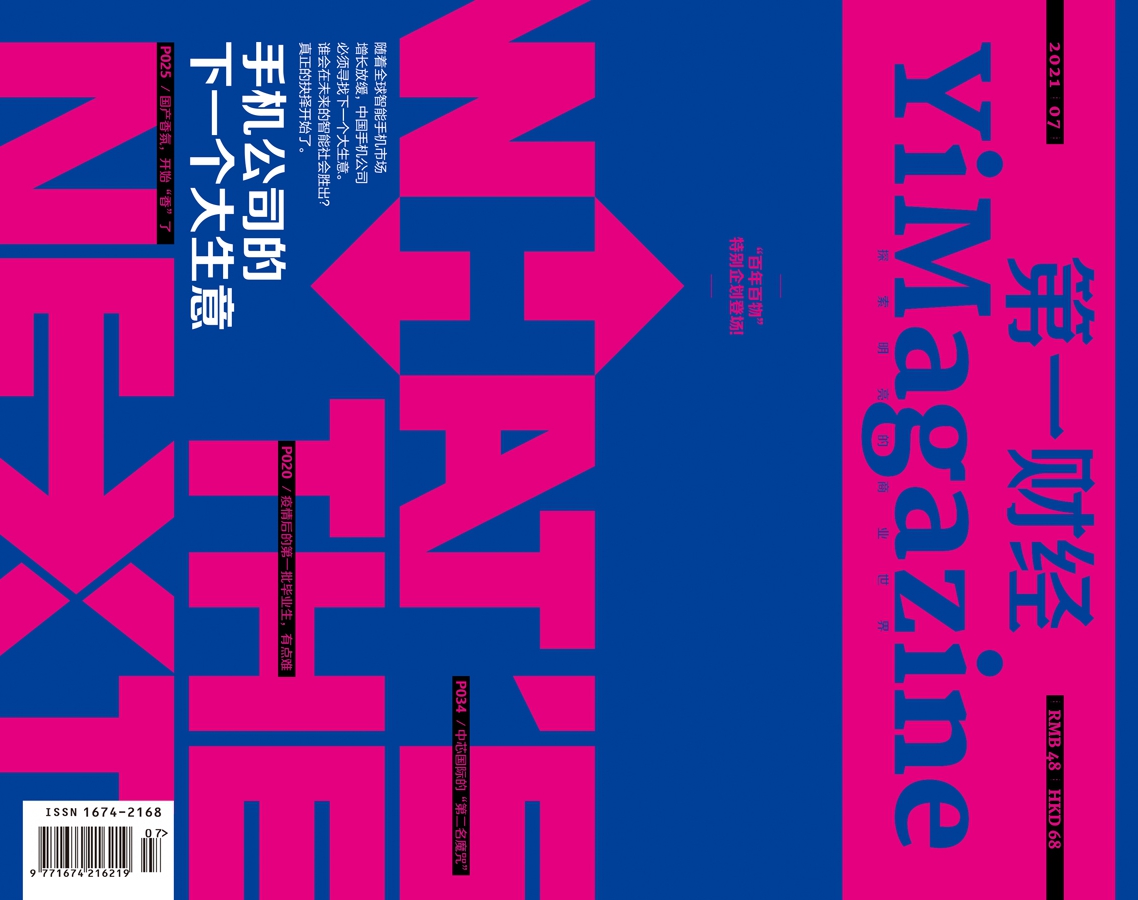 2021 : 07 :
第一财经
: RMB 48 : HKD 68
YiMagazine
探索明亮的商业世界
“百年百物”
特别企划登场!
WHAT'S
THE
NEXT
随着全球智能手机市场
增长放缓，中国手机公司
必须寻找下一个大生意。
谁会在未来的智能社会胜出?
真正的抉择开始了。
手机公司的
下一个大生意
P034 / 中芯国际的“第二名魔咒”
P020 / 疫情后的第一批毕业生，有点难
P025 / 国产香氛，开始“香”了
ISSN 1674-2168
07>
9 771674 216219